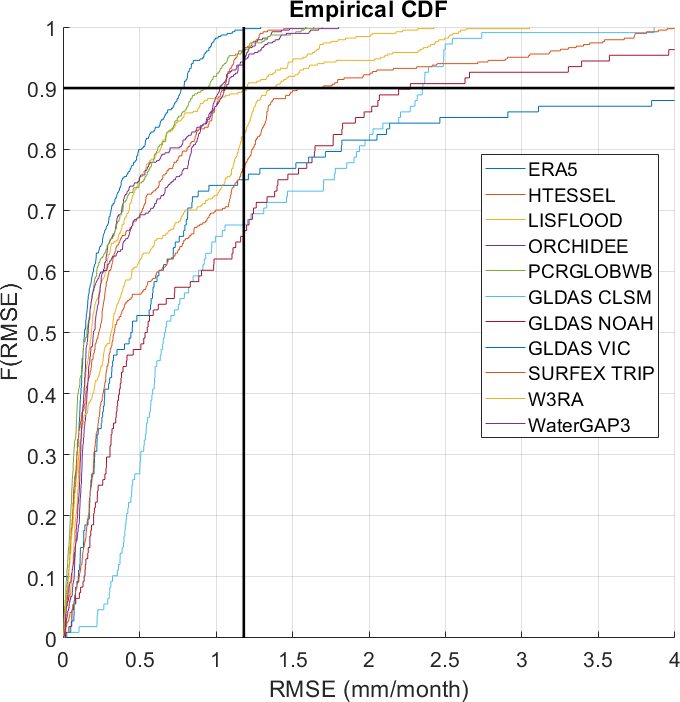 Empirical CDF
F(RMSE)
1
0.9
0.8
0.7
0.6
0.5
0.4
0.3
0.2
0.1
0
ERA5
HTESSEL
LISFLOOD
ORCHIDEE
PCRGLOBWB
GLDAS CLSM
GLDAS NOAH
GLDAS VIC
SURFEX TRIP
W3RA
WaterGAP3
0 0.5 1 1.5 2 2.5 3 3.5 4
RMSE (mm/month)